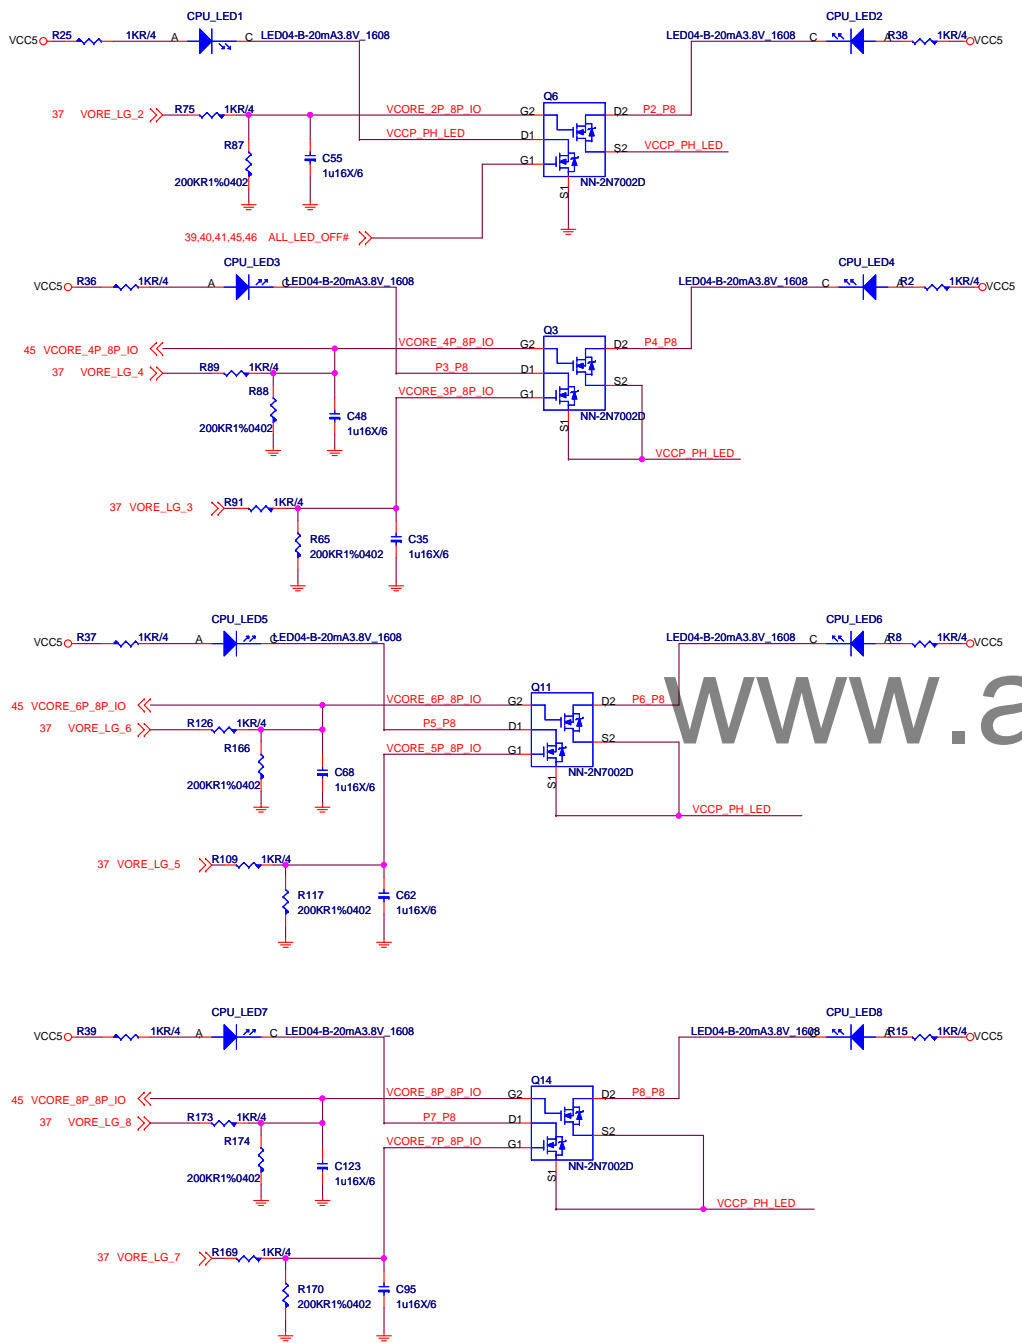 CPU_LED1
CPU_LED2
VCC5 R25 1KR/4 A C LED04-B-20mA3.8V_1608
LED04-B-20mA3.8V_1608 C A R38 1KR/4 VCC5
Q6
37 VORE_LG_2 R75 1KR/4 VCORE_2P_8P_IO G2 D2 P2_P8
VCCP_PH_LED D1
R87 C55 S2 VCCP_PH_LED
G1
200KR1%0402 1u16X/6 NN-2N7002D
S1
39,40,41,45,46 ALL_LED_OFF#
CPU_LED3
CPU_LED4
VCC5 R36 1KR/4 A C LED04-B-20mA3.8V_1608
LED04-B-20mA3.8V_1608 C A R2 1KR/4 VCC5
Q3
45 VCORE_4P_8P_IO VCORE_4P_8P_IO G2 D2 P4_P8
37 VORE_LG_4 R89 1KR/4 P3_P8 D1
S2
R88 VCORE_3P_8P_IO G1
C48 NN-2N7002D
200KR1%0402 1u16X/6 S1
VCCP_PH_LED
37 VORE_LG_3 R91 1KR/4
R65 C35
200KR1%0402 1u16X/6
CPU_LED5
CPU_LED6
VCC5 R37 1KR/4 A C LED04-B-20mA3.8V_1608
LED04-B-20mA3.8V_1608 C A R8 1KR/4 VCC5
www.a
Q11
45 VCORE_6P_8P_IO VCORE_6P_8P_IO G2 D2 P6_P8
37 VORE_LG_6 R126 1KR/4 P5_P8 D1
S2
R166 VCORE_5P_8P_IO G1
C68 NN-2N7002D
200KR1%0402 1u16X/6 S1
VCCP_PH_LED
37 VORE_LG_5 R109 1KR/4
R117 C62
200KR1%0402 1u16X/6
CPU_LED7
CPU_LED8
VCC5 R39 1KR/4 A C LED04-B-20mA3.8V_1608
LED04-B-20mA3.8V_1608 C A R15 1KR/4 VCC5
Q14
45 VCORE_8P_8P_IO VCORE_8P_8P_IO G2 D2 P8_P8
37 VORE_LG_8 R173 1KR/4 P7_P8 D1
S2
R174 VCORE_7P_8P_IO G1
C123 NN-2N7002D
200KR1%0402 1u16X/6 S1
VCCP_PH_LED
37 VORE_LG_7 R169 1KR/4
R170 C95
200KR1%0402 1u16X/6